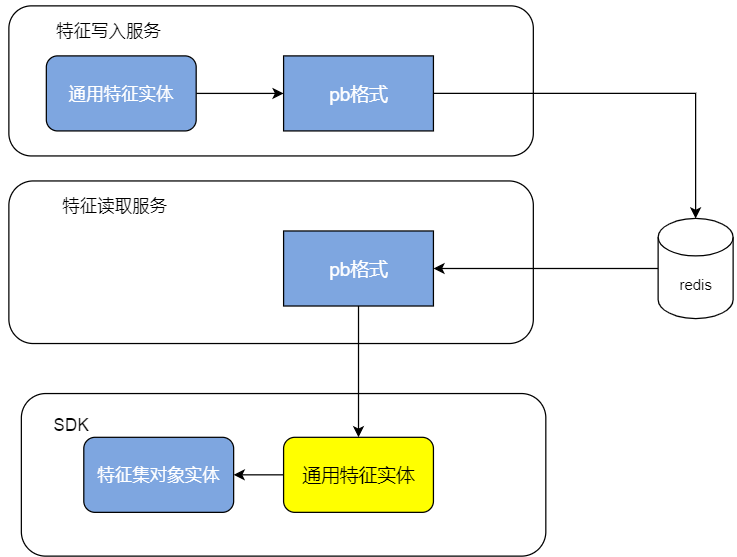 特征写入服务
通用特征实体
pb格式
特征读取服务
pb格式
redis
SDK
特征集对象实体
通用特征实体